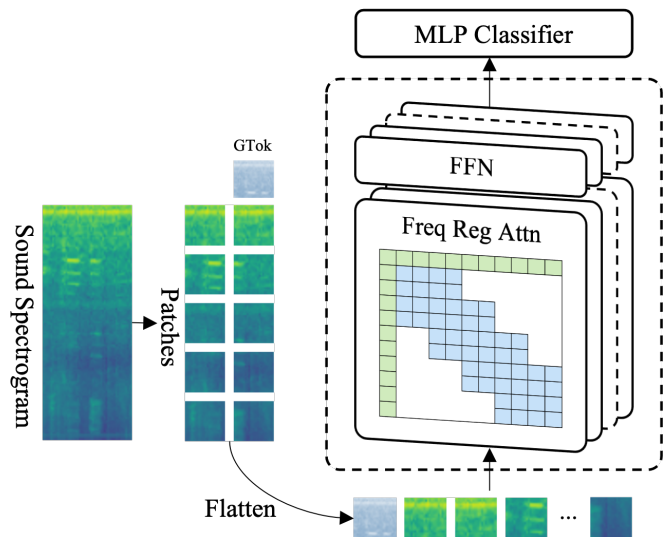 MLP Classifier
GTok
FFN
Freq Reg Attn
Sound Spectrogram
Patches
Flatten
...